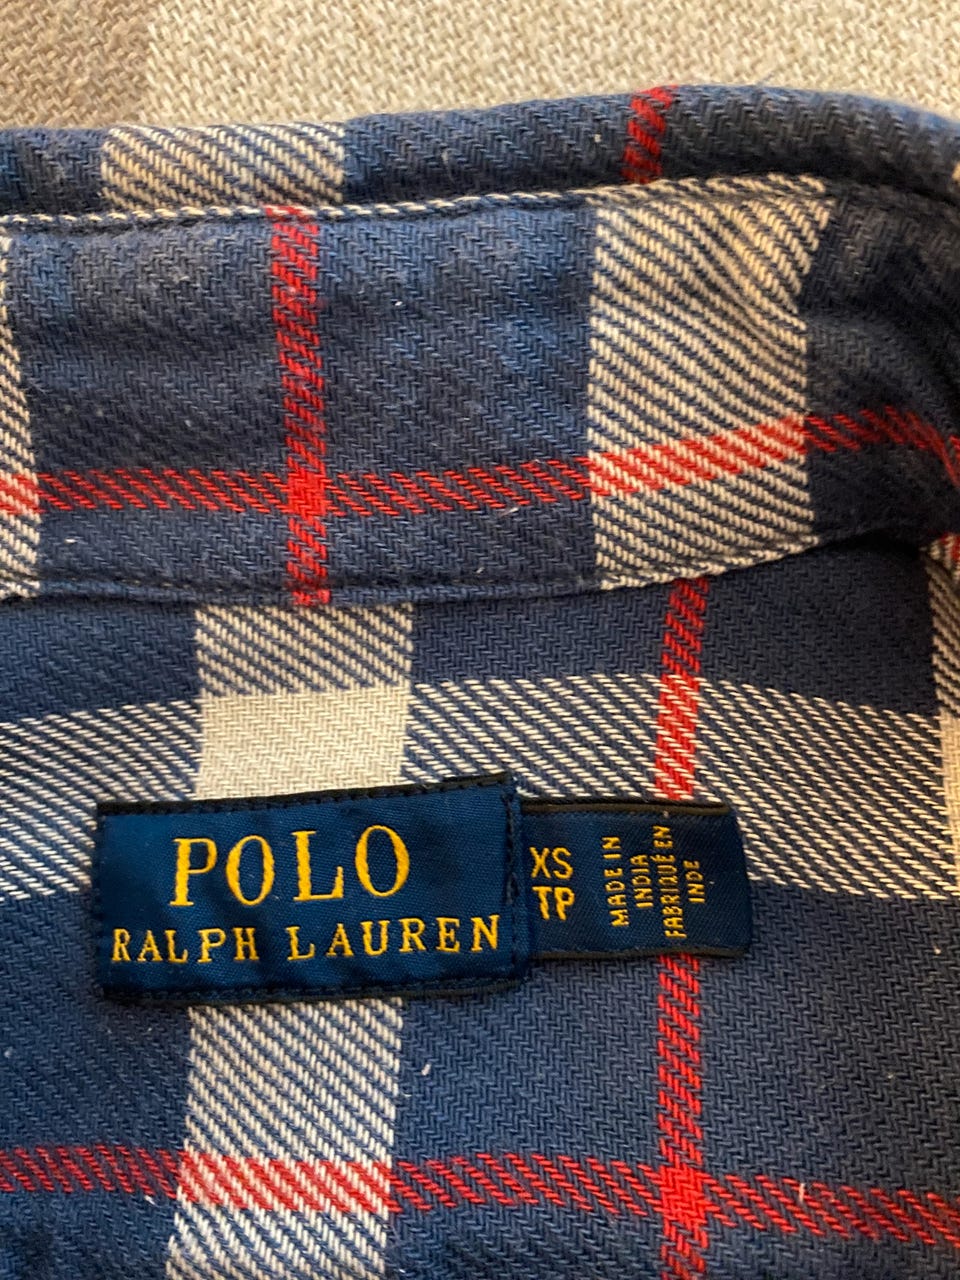 POLO
RALPH LAUREN
XS
TP
MADE IN
INDIA
FABRIQUÉ EN
INDE